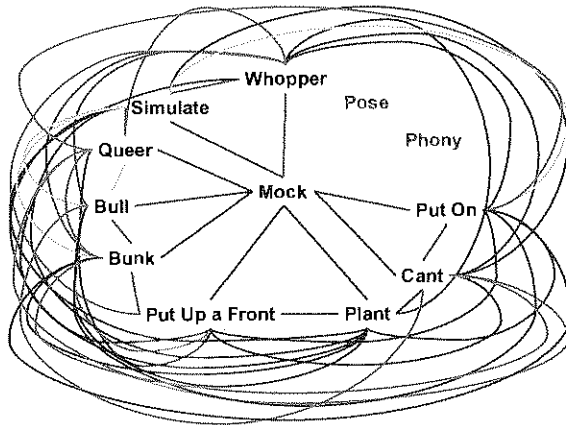 Whopper
Simulate
Pose
Queer
Phony
Mock
Bull
Put On
Bunk
Cant
Put Up a Front
Plant